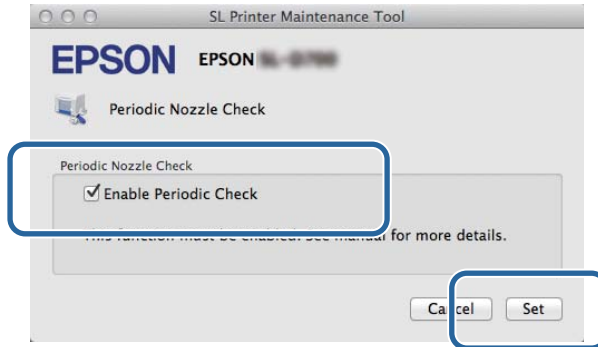 SL Printer Maintenance Tool
EPSON EPSON
Periodic Nozzle Check
Periodic Nozzle Check
Enable Periodic Check
This function must be enabled. See manual for more details.
Cancel Set